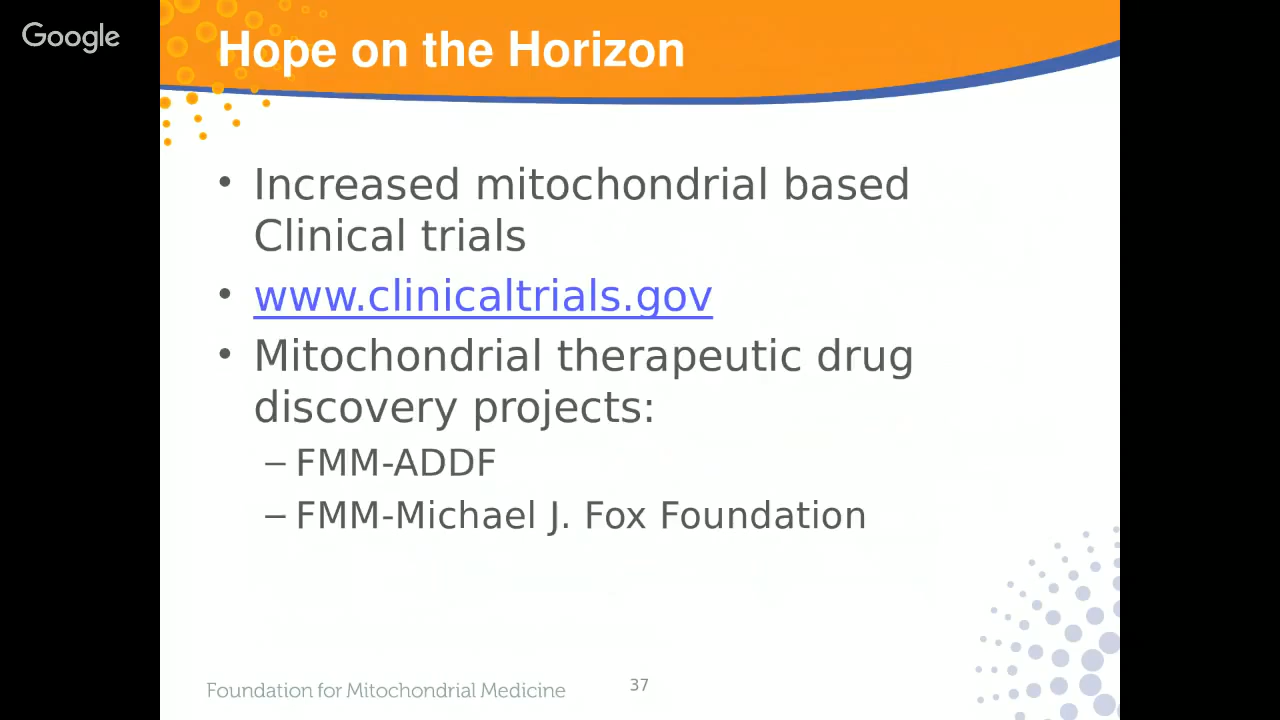 Google
Hope on the Horizon
• Increased mitochondrial based
Clinical trials
• www.clinicaltrials.gov
• Mitochondrial therapeutic drug
discovery projects:
– FMM-ADDF
– FMM-Michael J. Fox Foundation
Foundation for Mitochondrial Medicine
37